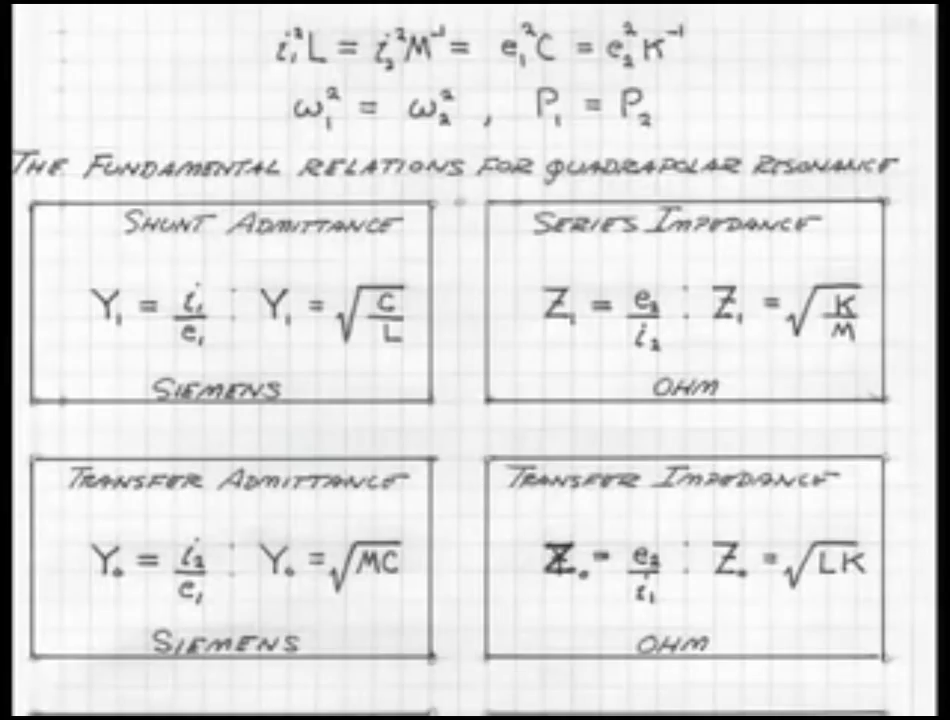 i₁²L = i₂²M⁻¹ = e₁²C = e₂²K⁻¹
ω₁² = ω₂² , P₁ = P₂
THE FUNDAMENTAL RELATIONS FOR QUADRAPOLAR RESONANCE
SHUNT ADMITTANCE
Y₁ = i₁/e₁ : Y₁ = √(C/L)
SIEMENS
SERIES IMPEDANCE
Z₁ = e₂/i₂ : Z₁ = √(K/M)
OHM
TRANSFER ADMITTANCE
Y₀ = i₂/e₁ : Y₀ = √MC
SIEMENS
TRANSFER IMPEDANCE
Z₀ = e₂/i₁ : Z₀ = √LK
OHM